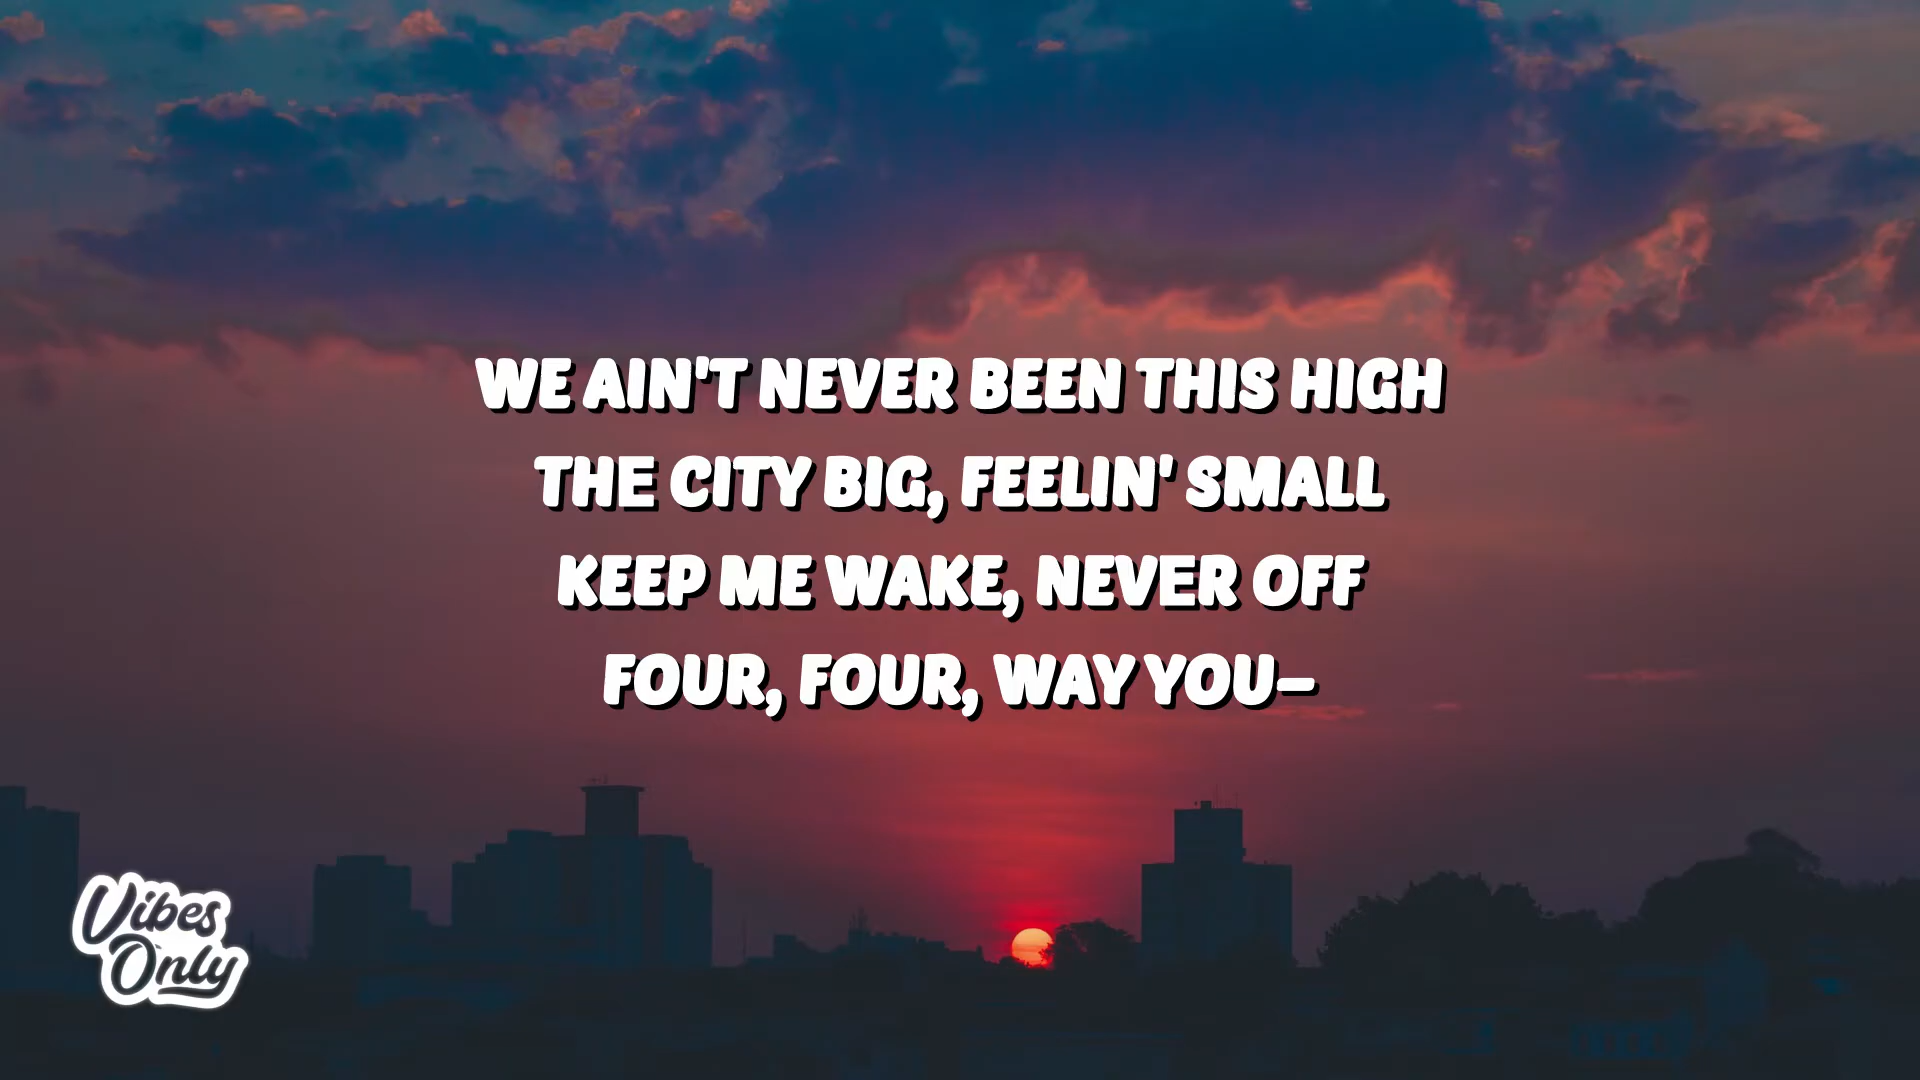 WE AIN'T NEVER BEEN THIS HIGH
THE CITY BIG, FEELIN' SMALL
KEEP ME WAKE, NEVER OFF
FOUR, FOUR, WAY YOU–
Vibes
Only